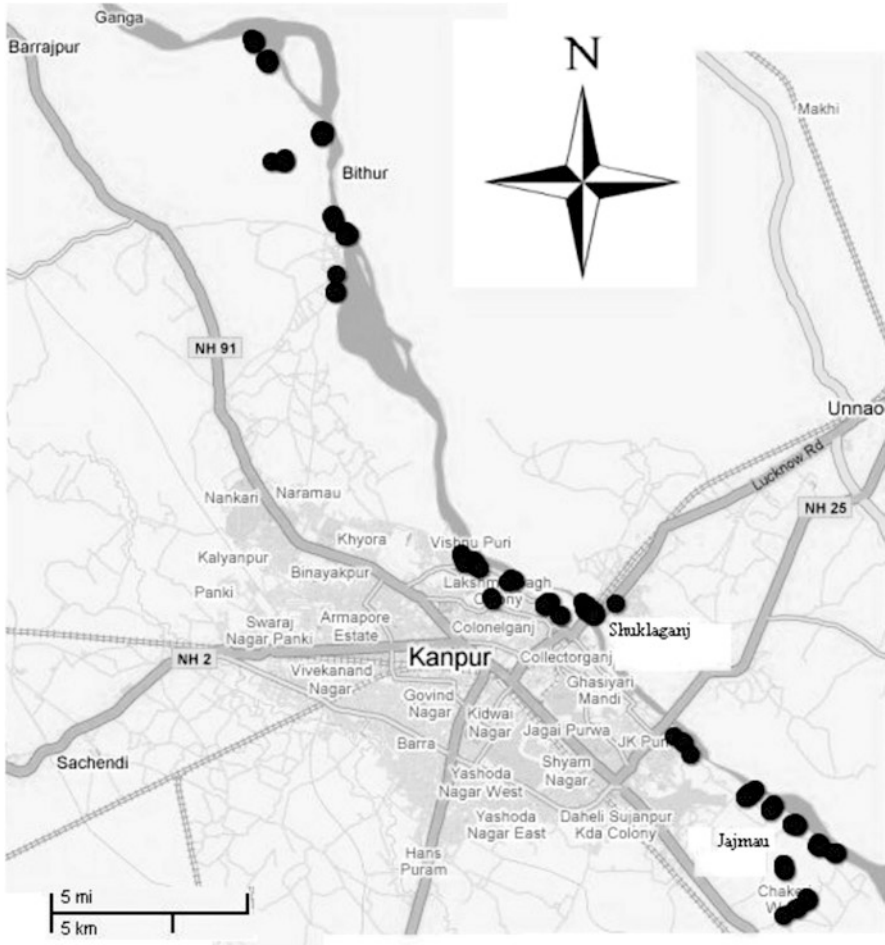 Ganga
Barrajpur
N
Makhi
Bithur
NH 91
Unnao
Lucknow Rd
NH 25
Nankari
Naramau
Khyora
Vishnu Puri
Kalyanpur
Binayakpur
Panki
Armapore
Estate
Swaraj
Nagar Panki
Colonelganj
Shuklaganj
NH 2
Vivekanand
Nagar
Kanpur
Collectorganj
Govind
Nagar
Ghasiyari
Mandi
Kidwai
Nagar
Jagai Purwa
Barra
Sachendi
Shyam
Nagar
Yashoda
Nagar West
Yashoda
Nagar East
Daheli Sujanpur
Kda Colony
Jajmau
Hans
Puram
5 mi
5 km